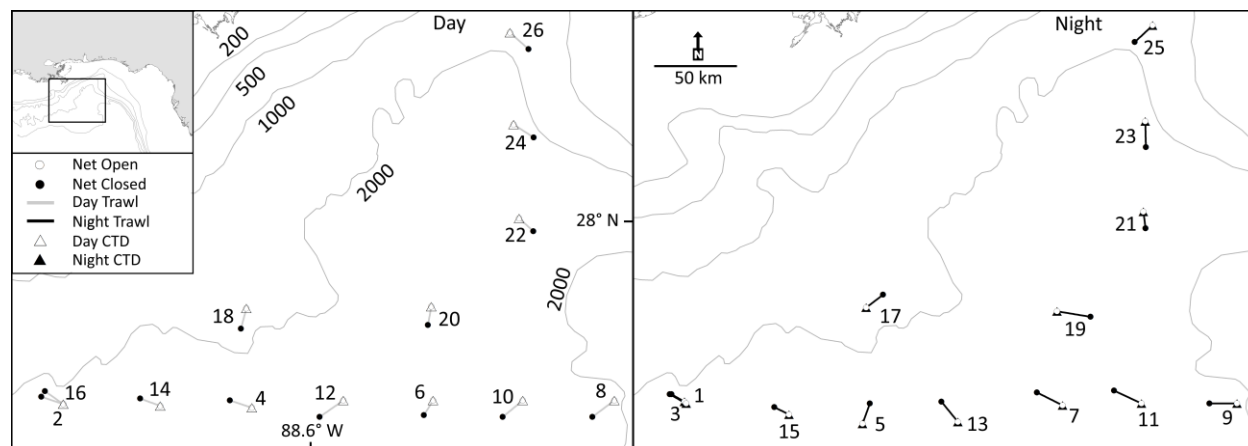 Day
26
200
500
1000
2000
24
22
28° N
2000
18
20
16
2
14
4
12
6
10
8
88.6° W
Net Open
Net Closed
Day Trawl
Night Trawl
Day CTD
Night CTD
Night
N
50 km
25
23
21
17
19
1
3
15
5
13
7
11
9